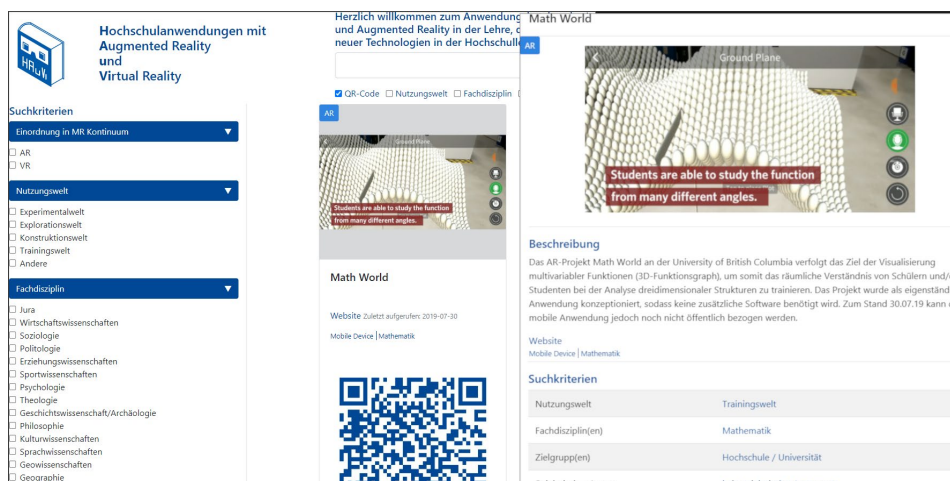 HARuVi
Hochschulanwendungen mit
Augmented Reality
und
Virtual Reality
Suchkriterien
Einordnung in MR Kontinuum
AR
VR
Nutzungswelt
Experimentalwelt
Explorationswelt
Konstruktionswelt
Trainingswelt
Andere
Fachdisziplin
Jura
Wirtschaftswissenschaften
Soziologie
Politologie
Erziehungswissenschaften
Sportwissenschaften
Psychologie
Theologie
Geschichtswissenschaft/Archäologie
Philosophie
Kulturwissenschaften
Sprachwissenschaften
Geowissenschaften
Geographie
Herzlich willkommen zum Anwendung
und Augmented Reality in der Lehre,
neuer Technologien in der Hochschull
QR-Code Nutzungswelt Fachdisziplin
AR
Students are able to study the function
from many different angles.
Math World
Website Zuletzt aufgerufen: 2019-07-30
Mobile Device | Mathematik
Math World
AR
Ground Plane
Students are able to study the function
from many different angles.
Beschreibung
Das AR-Projekt Math World an der University of British Columbia verfolgt das Ziel der Visualisierung
multivariabler Funktionen (3D-Funktionsgraph), um somit das räumliche Verständnis von Schülern und/
Studenten bei der Analyse dreidimensionaler Strukturen zu trainieren. Das Projekt wurde als eigenständ
Anwendung konzeptioniert, sodass keine zusätzliche Software benötigt wird. Zum Stand 30.07.19 kann
mobile Anwendung jedoch noch nicht öffentlich bezogen werden.
Website
Mobile Device | Mathematik
Suchkriterien
Nutzungswelt Trainingswelt
Fachdisziplin(en) Mathematik
Zielgrupp(en) Hochschule / Universität